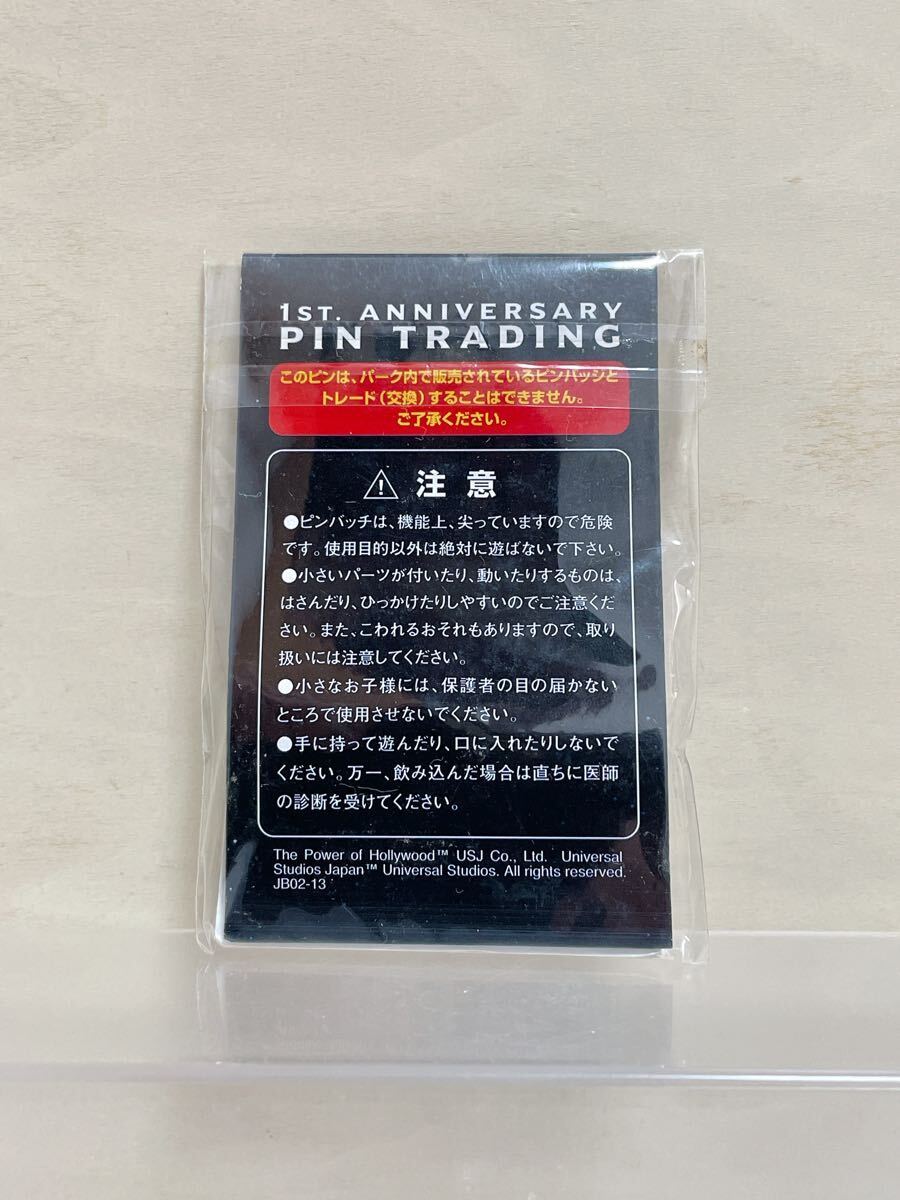 1ST. ANNIVERSARY
PIN TRADING
このピンは、パーク内で販売されているピンバッジと
トレード(交換)することはできません。
ご了承ください。
注意
●ピンバッチは、機能上、尖っていますので危険
です。使用目的以外は絶対に遊ばないで下さい。
●小さいパーツが付いたり、動いたりするものは、
はさんだり、ひっかけたりしやすいのでご注意くだ
さい。また、こわれるおそれもありますので、取り
扱いには注意してください。
●小さなお子様には、保護者の目の届かない
ところで使用させないでください。
●手に持って遊んだり、口に入れたりしないで
ください。万一、飲み込んだ場合は直ちに医師
の診断を受けてください。
The Power of Hollywood™ USJ Co., Ltd. Universal
Studios Japan™ Universal Studios. All rights reserved.
JB02-13